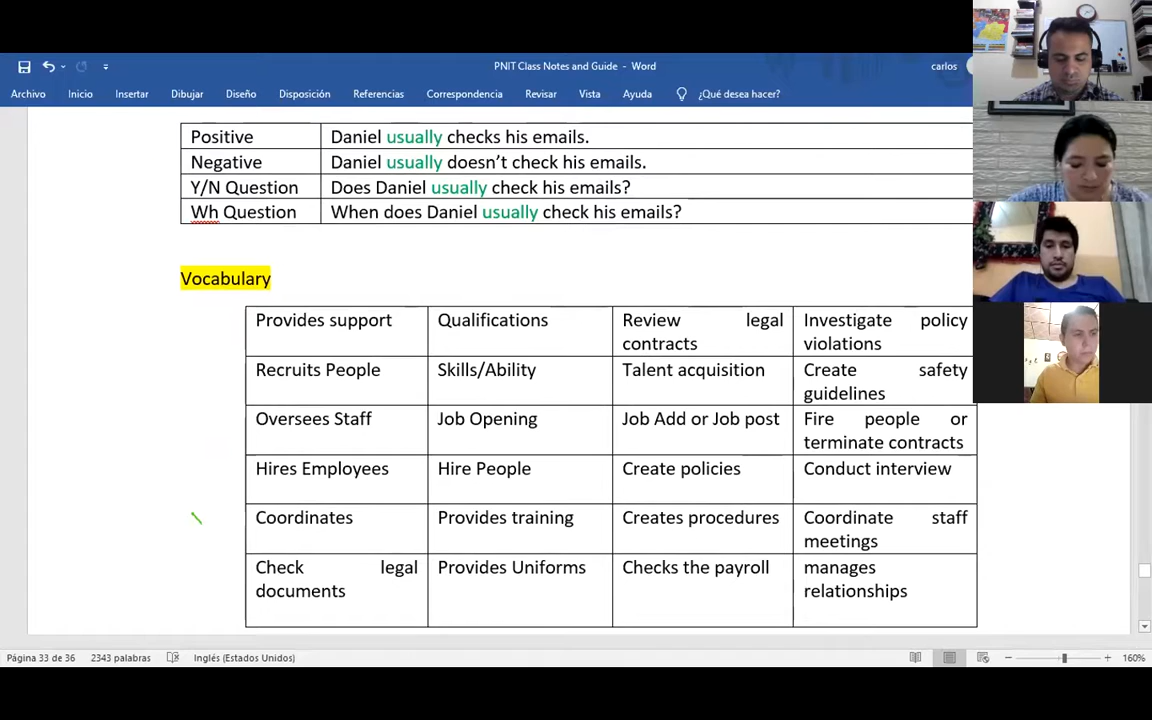 PNIT Class Notes and Guide - Word
carlos
Archivo Inicio Insertar Dibujar Diseño Disposición Referencias Correspondencia Revisar Vista Ayuda ¿Qué desea hacer?
Positive Daniel usually checks his emails.
Negative Daniel usually doesn't check his emails.
Y/N Question Does Daniel usually check his emails?
Wh Question When does Daniel usually check his emails?
Vocabulary
Provides support Qualifications Review legal contracts Investigate policy violations
Recruits People Skills/Ability Talent acquisition Create safety guidelines
Oversees Staff Job Opening Job Add or Job post Fire people or terminate contracts
Hires Employees Hire People Create policies Conduct interview
Coordinates Provides training Creates procedures Coordinate staff meetings
Check legal documents Provides Uniforms Checks the payroll manages relationships
Página 33 de 36 2343 palabras Inglés (Estados Unidos) 160%